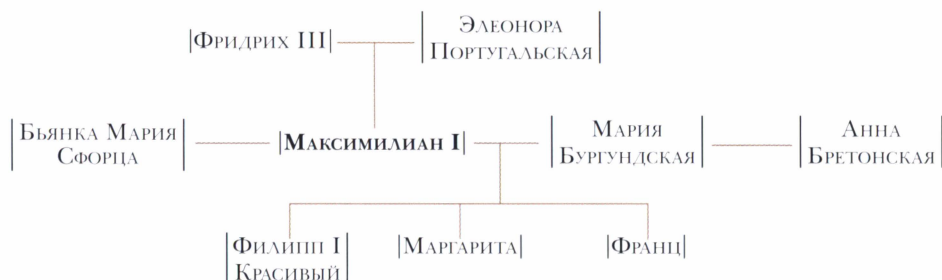 |Фридрих III|
|Элеонора
Португальская|
|Бьянка Мария
Сфорца|
|Максимилиан I|
|Мария
Бургундская|
|Анна
Бретонская|
|Филипп I
Красивый|
|Маргарита|
|Франц|